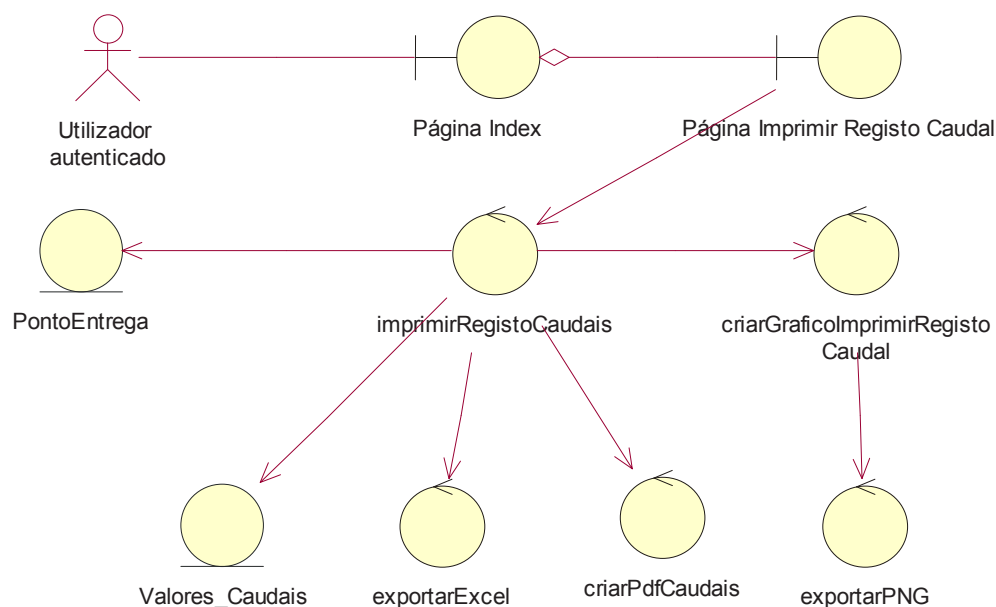 Utilizador
autenticado
Página Index
Página Imprimir Registo Caudal
PontoEntrega
imprimirRegistoCaudais
criarGraficoImprimirRegisto
Caudal
Valores_Caudais
exportarExcel
criarPdfCaudais
exportarPNG